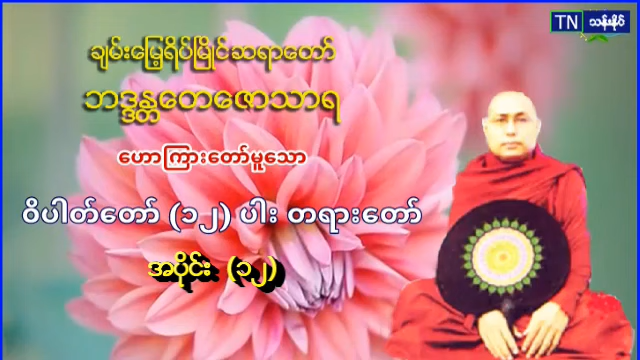 TN သန်းနိုင်
ချမ်းမြေ့ရိပ်မြိုင်ဆရာတော်
ဘဒ္ဒန္တတေဇောသာရ
ဟောကြားတော်မူသော
ဝိပါတ်တော် (၁၂) ပါး တရားတော်
အပိုင်း (၁၂)